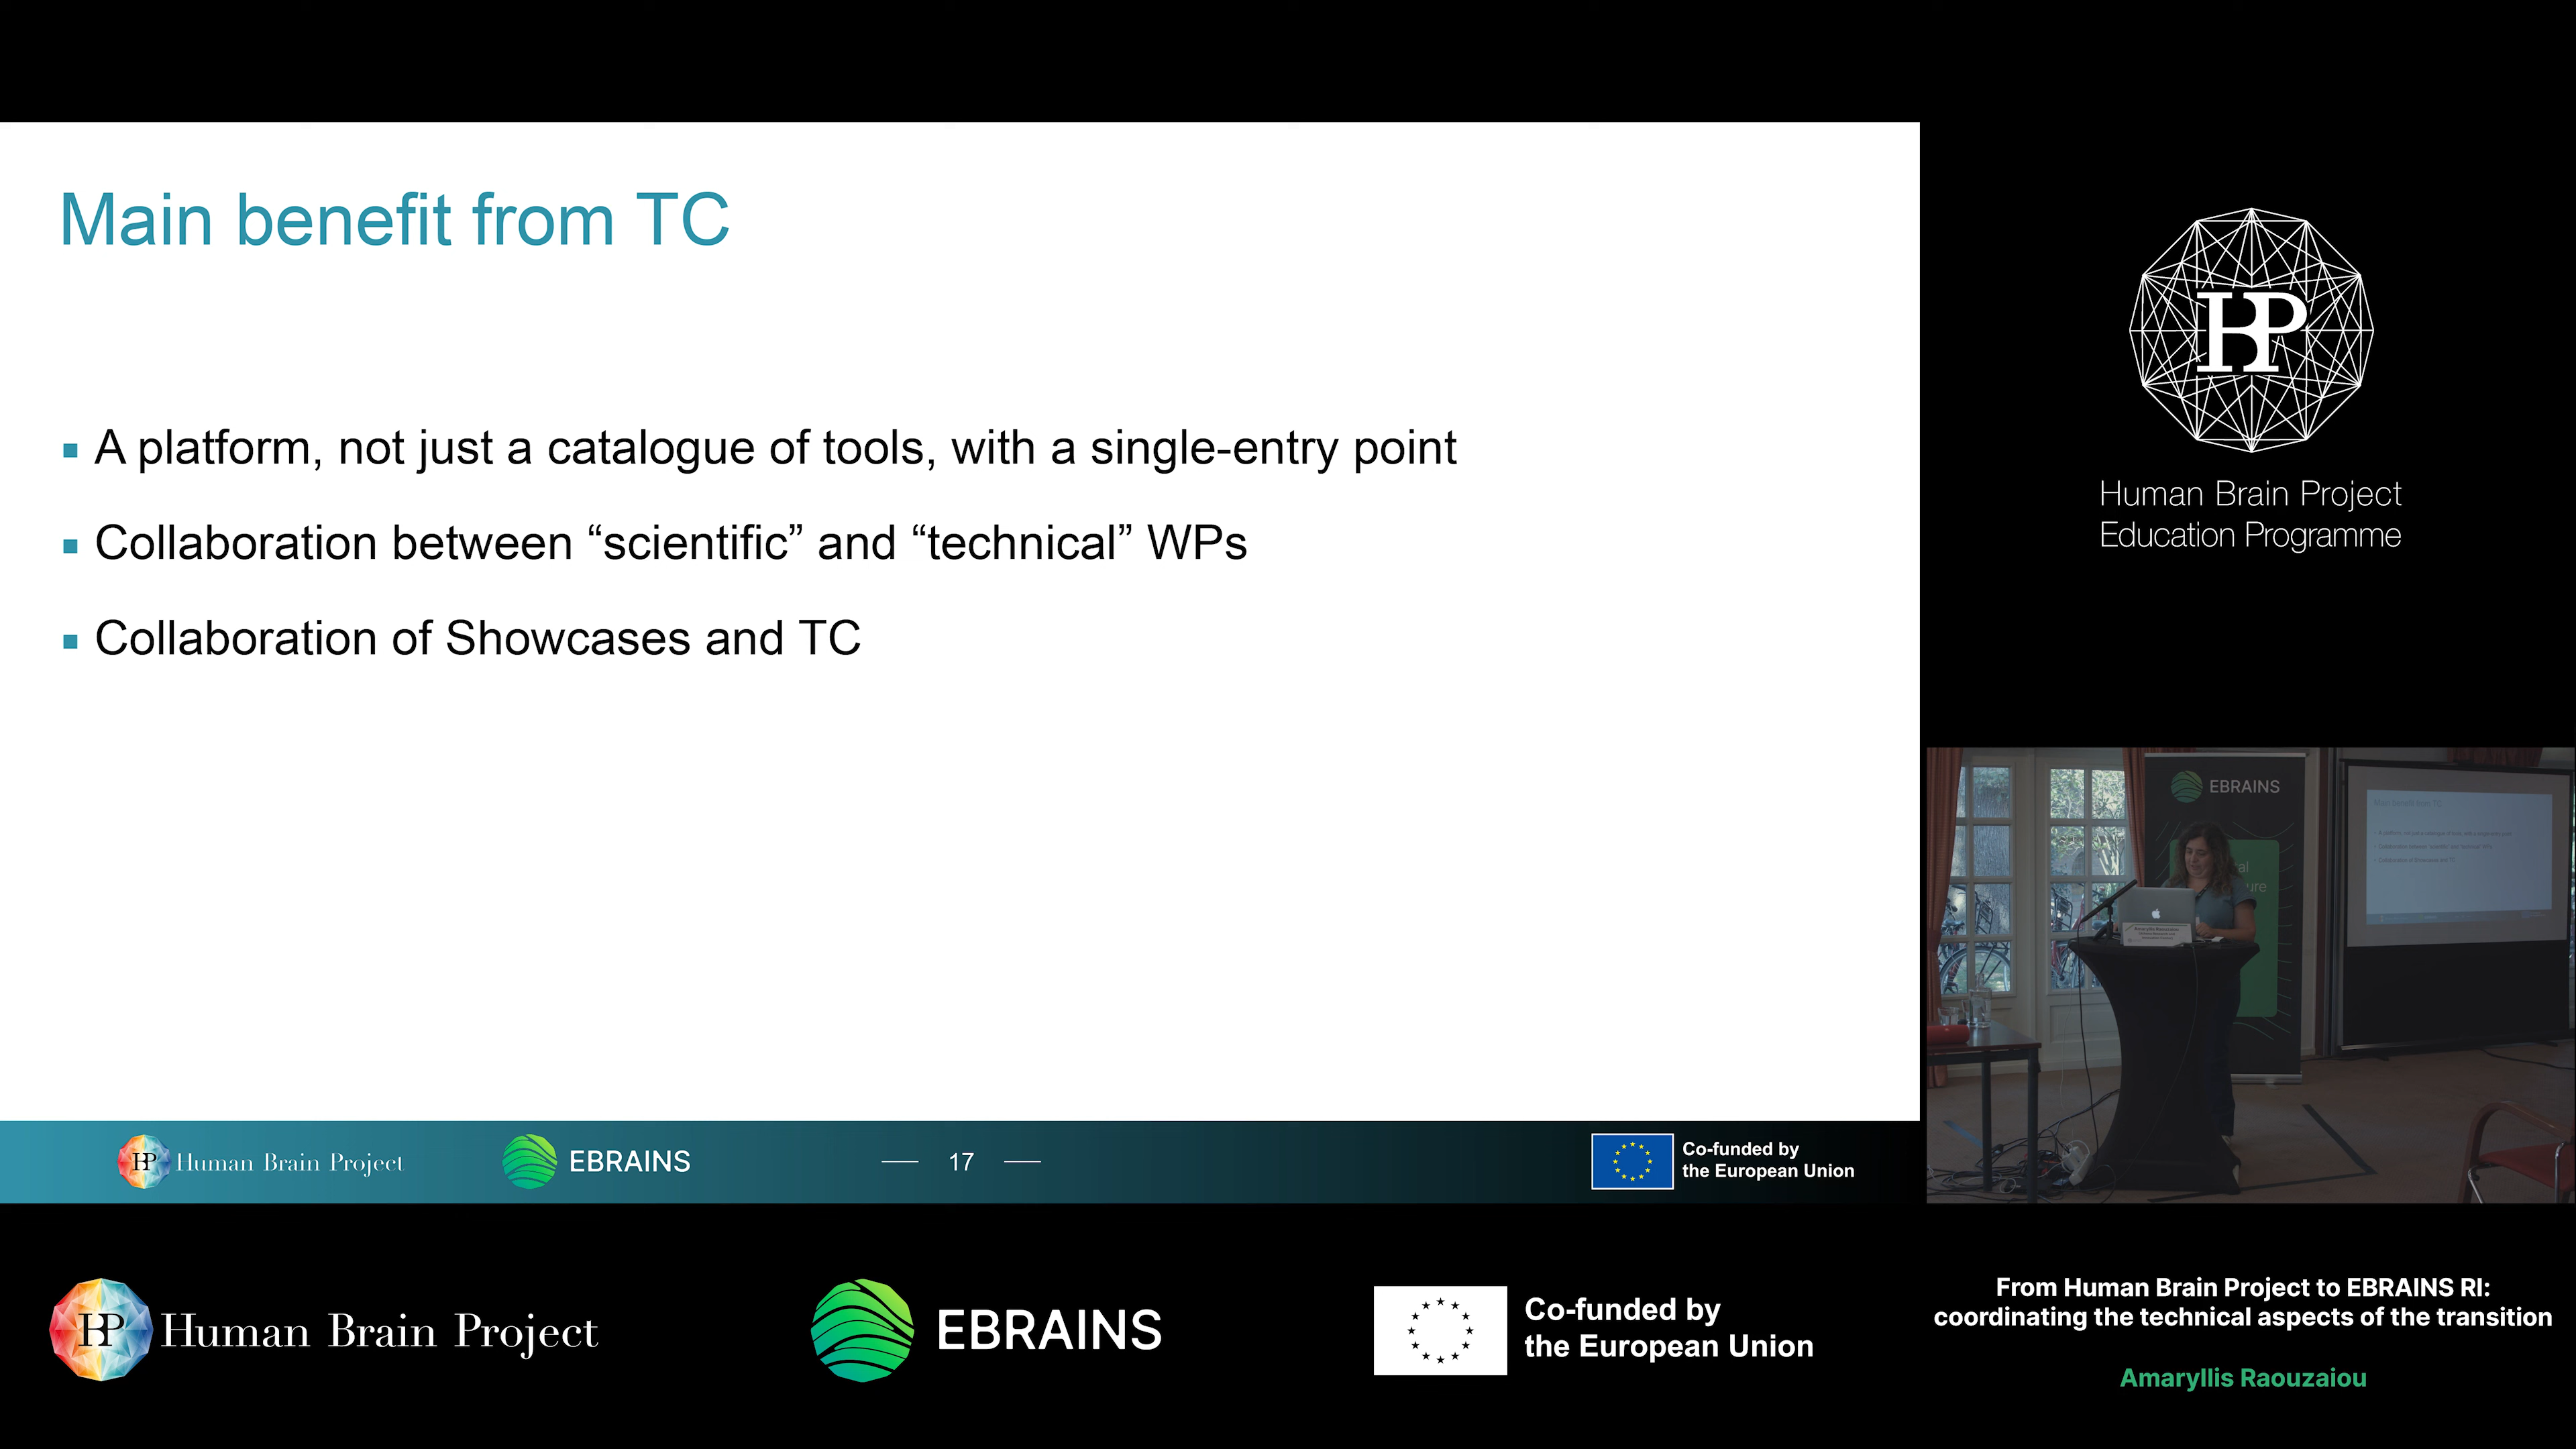 Main benefit from TC
A platform, not just a catalogue of tools, with a single-entry point
Collaboration between “scientific” and “technical” WPs
Collaboration of Showcases and TC
HBP Human Brain Project
EBRAINS
17
Co-funded by
the European Union
HBP
Human Brain Project
Education Programme
EBRAINS
HBP Human Brain Project
EBRAINS
Co-funded by
the European Union
From Human Brain Project to EBRAINS RI:
coordinating the technical aspects of the transition
Amaryllis Raouzaiou